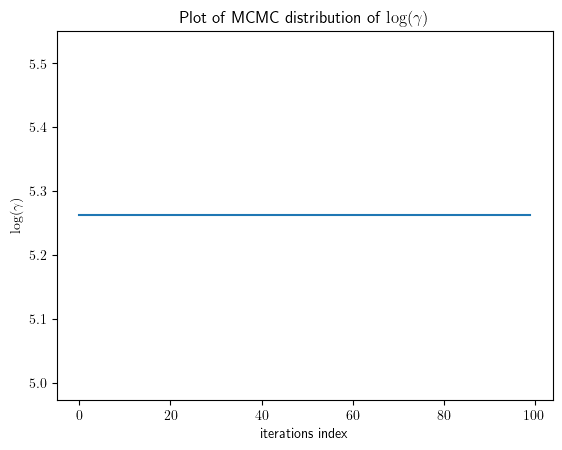 Plot of MCMC distribution of log(γ)
5.5
5.4
5.3
5.2
5.1
5.0
log(γ)
0 20 40 60 80 100
iterations index